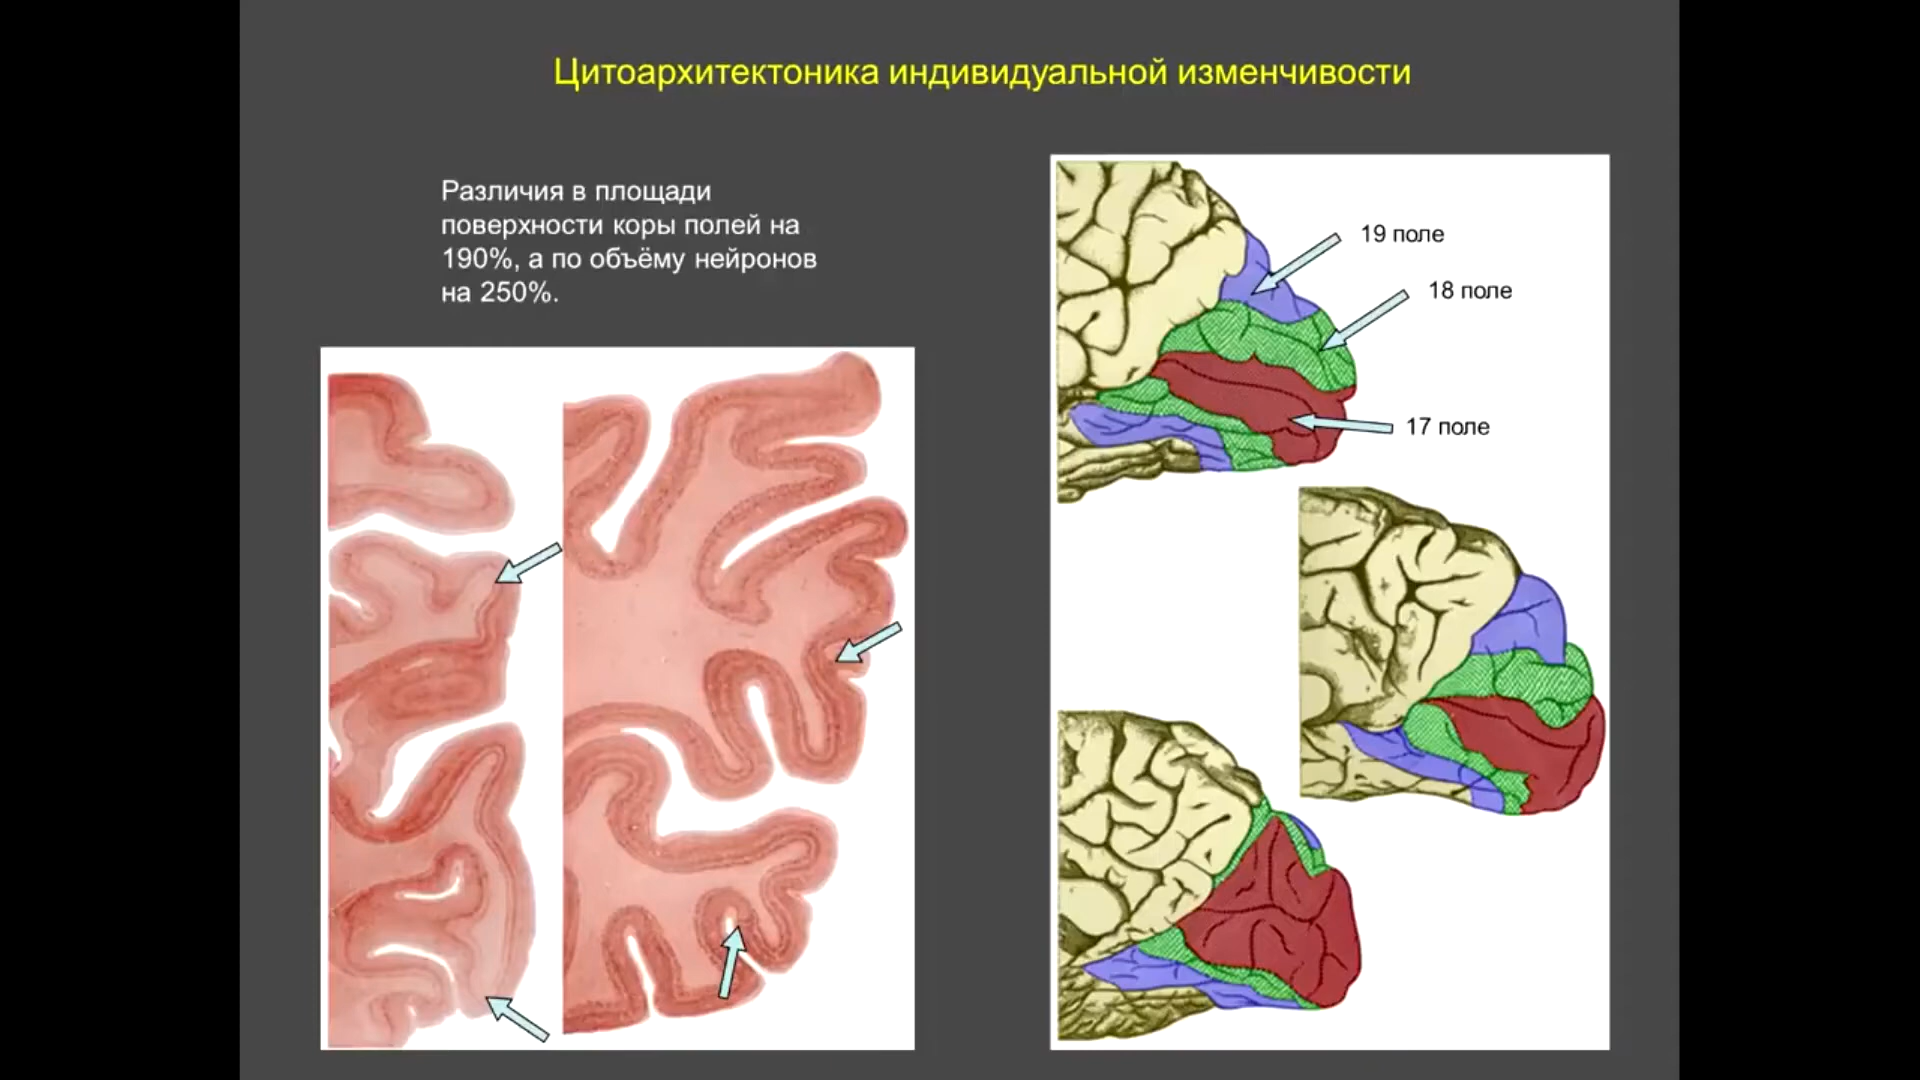 Цитоархитектоника индивидуальной изменчивости
Различия в площади
поверхности коры полей на
190%, а по объёму нейронов
на 250%.
19 поле
18 поле
17 поле